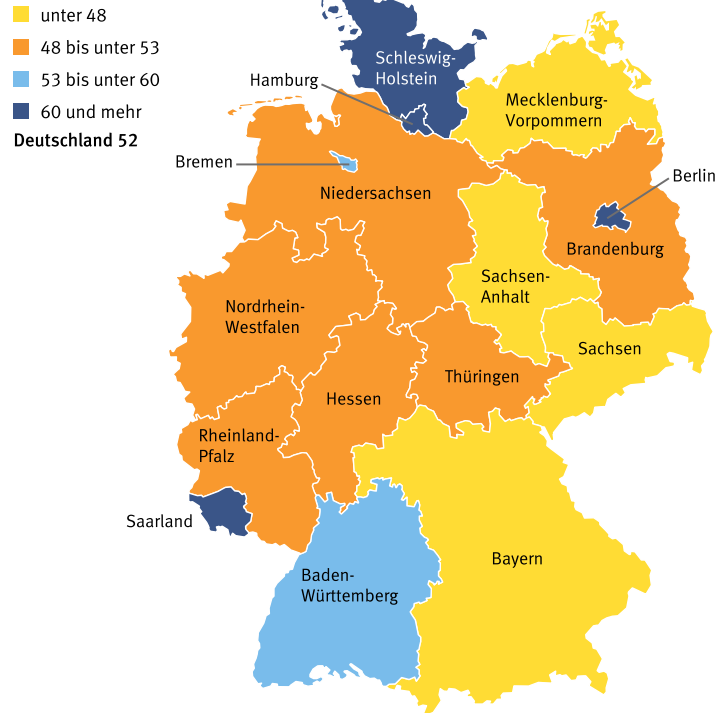 unter 48
48 bis unter 53
53 bis unter 60
60 und mehr
Deutschland 52
Schleswig-
Holstein
Hamburg
Mecklenburg-
Vorpommern
Bremen
Berlin
Niedersachsen
Brandenburg
Sachsen-
Anhalt
Nordrhein-
Westfalen
Sachsen
Thüringen
Hessen
Rheinland-
Pfalz
Saarland
Bayern
Baden-
Württemberg